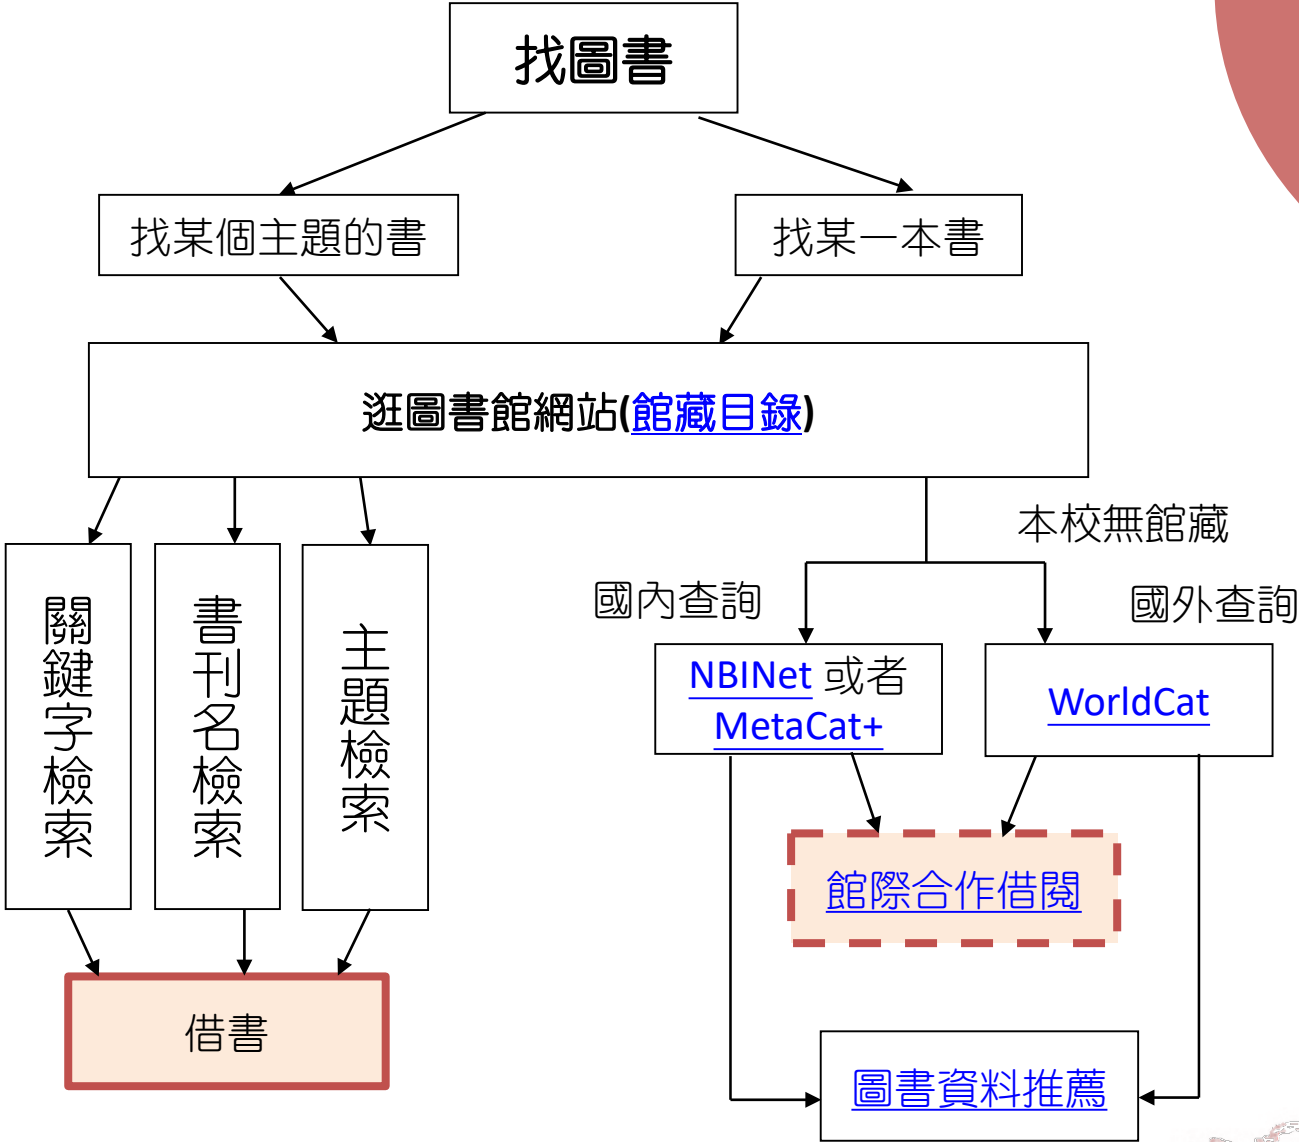 找圖書
找某個主題的書
找某一本書
逛圖書館網站(館藏目錄)
本校無館藏
國內查詢
國外查詢
關鍵字檢索
書刊名檢索
主題檢索
NBINet 或者
MetaCat+
WorldCat
館際合作借閱
借書
圖書資料推薦